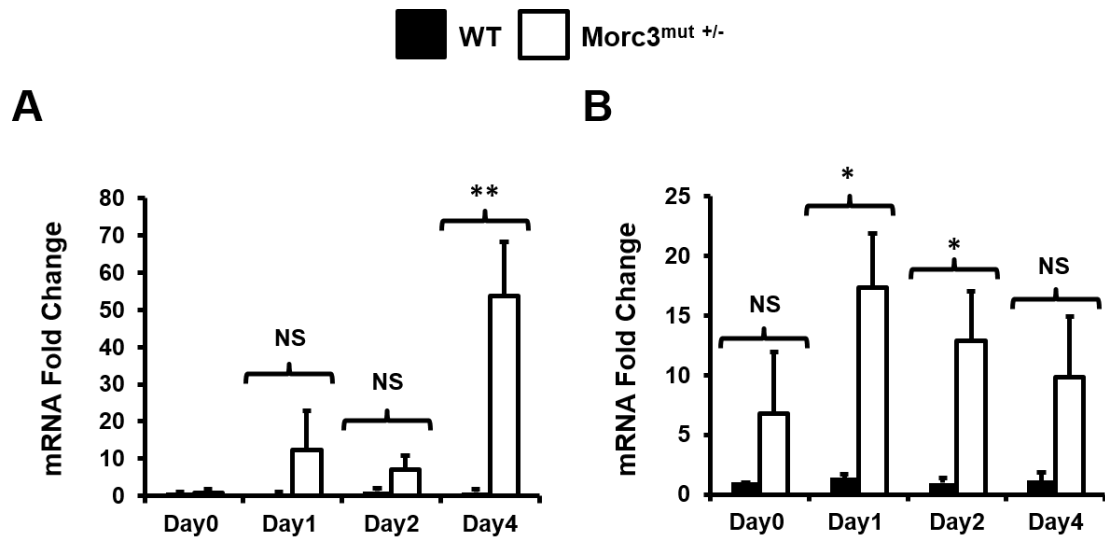 WT Morc3mut +/-
A
B
mRNA Fold Change
80
70
60
50
40
30
20
10
0
**
NS
NS
Day0 Day1 Day2 Day4
mRNA Fold Change
25
20
15
10
5
0
*
*
NS
NS
Day0 Day1 Day2 Day4